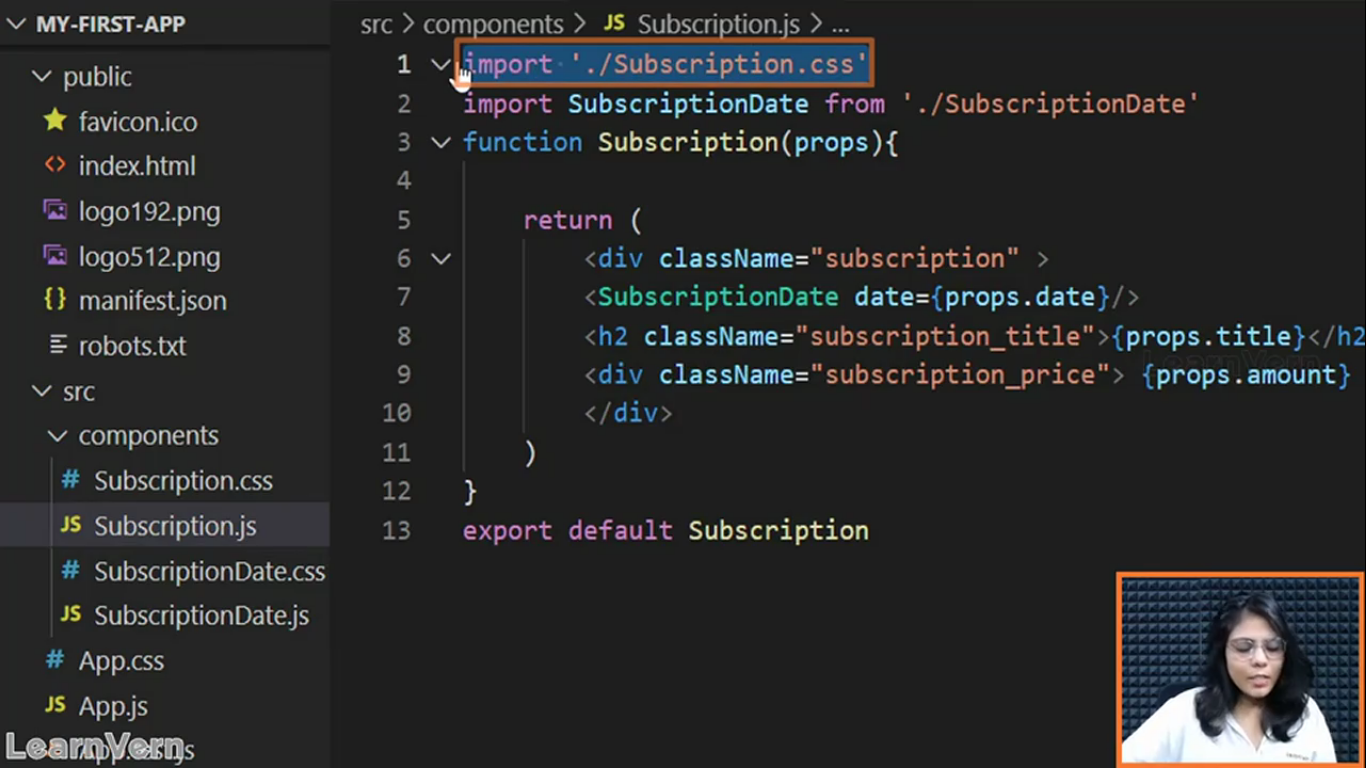 MY-FIRST-APP
public
favicon.ico
index.html
logo192.png
logo512.png
manifest.json
robots.txt
src
components
Subscription.css
Subscription.js
SubscriptionDate.css
SubscriptionDate.js
App.css
App.js
LearnVern
src > components > JS Subscription.js > ...
1 import './Subscription.css'
2 import SubscriptionDate from './SubscriptionDate'
3 function Subscription(props){
4
5 return (
6 <div className="subscription" >
7 <SubscriptionDate date={props.date}/>
8 <h2 className="subscription_title">{props.title}</h2
9 <div className="subscription_price"> {props.amount}
10 </div>
11 )
12 }
13 export default Subscription
LearnVern